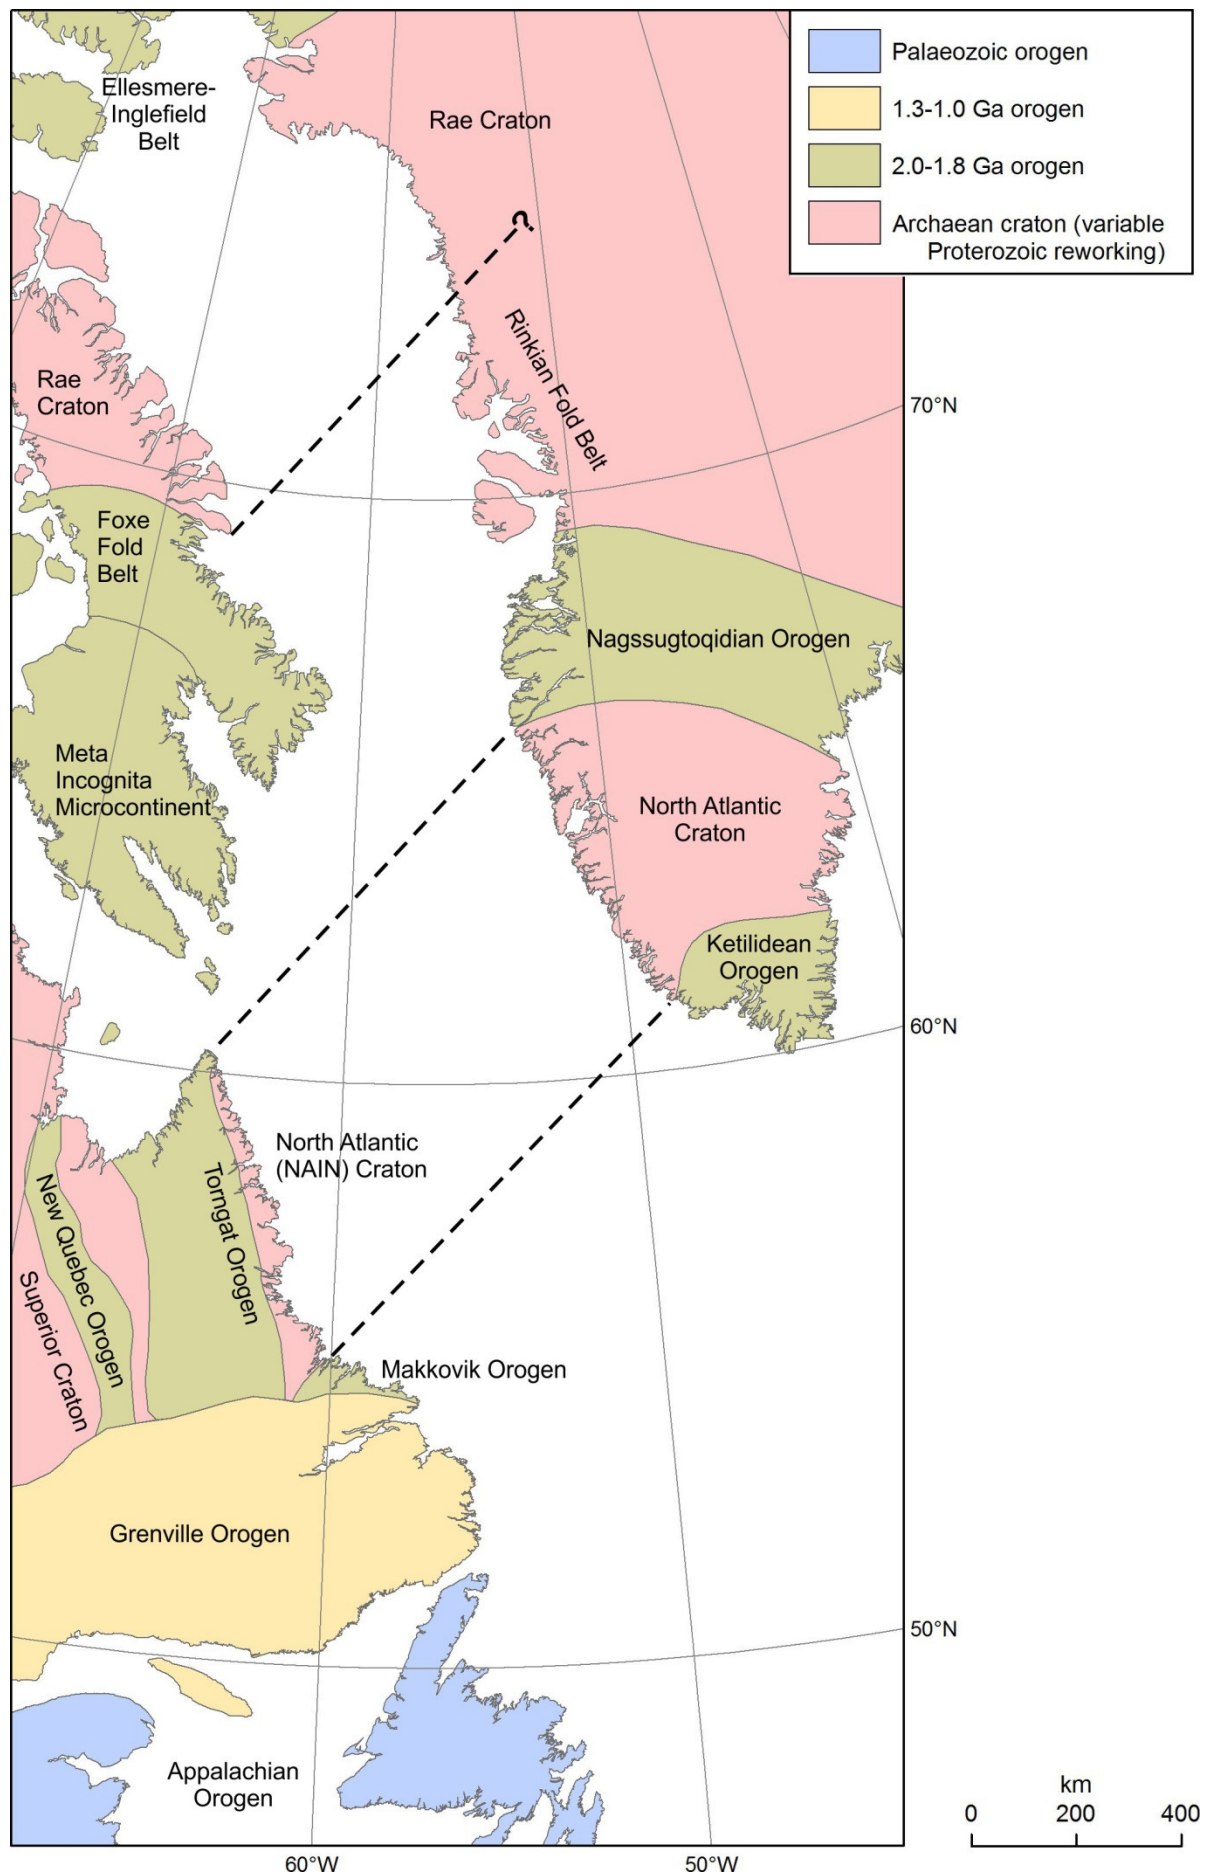 Palaeozoic orogen
1.3-1.0 Ga orogen
2.0-1.8 Ga orogen
Archaean craton (variable
Proterozoic reworking)
Ellesmere-
Inglefield
Belt
Rae Craton
?
Rinkian Fold Belt
Rae
Craton
70°N
Foxe
Fold
Belt
Nagssugtoqidian Orogen
Meta
Incognita
Microcontinent
North Atlantic
Craton
Ketilidean
Orogen
60°N
North Atlantic
(NAIN) Craton
Torngat Orogen
New Quebec Orogen
Superior Craton
Makkovik Orogen
Grenville Orogen
50°N
Appalachian
Orogen
km
0 200 400
60°W 50°W